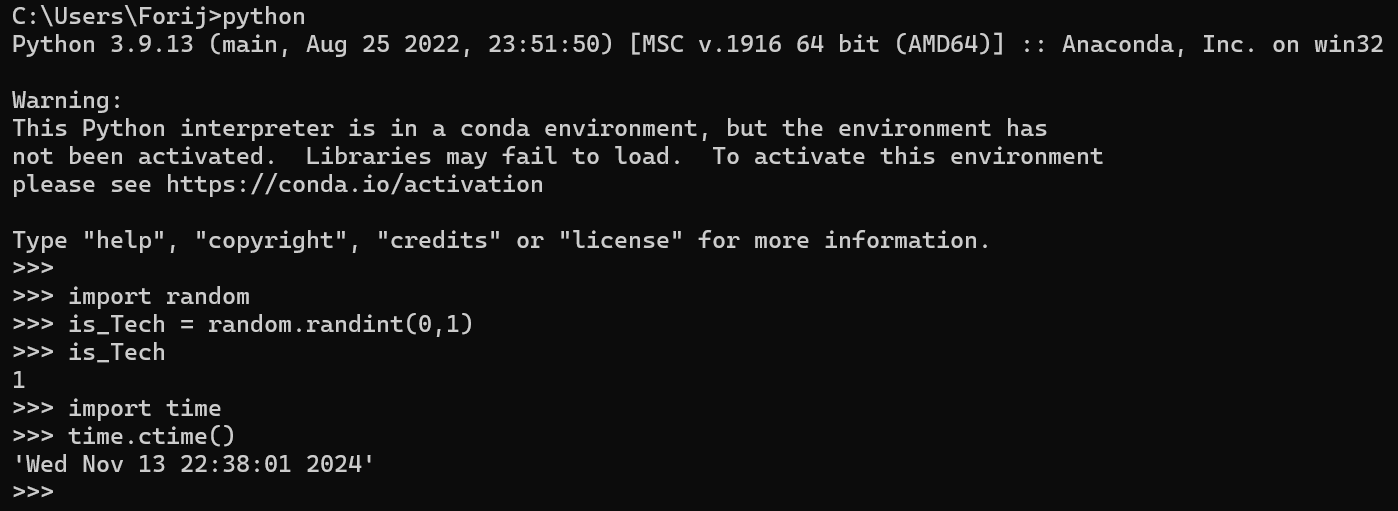 C:\Users\Forij>python
Python 3.9.13 (main, Aug 25 2022, 23:51:50) [MSC v.1916 64 bit (AMD64)] :: Anaconda, Inc. on win32
Warning:
This Python interpreter is in a conda environment, but the environment has
not been activated.  Libraries may fail to load.  To activate this environment
please see https://conda.io/activation
Type "help", "copyright", "credits" or "license" for more information.
>>>
>>> import random
>>> is_Tech = random.randint(0,1)
>>> is_Tech
1
>>> import time
>>> time.ctime()
'Wed Nov 13 22:38:01 2024'
>>>